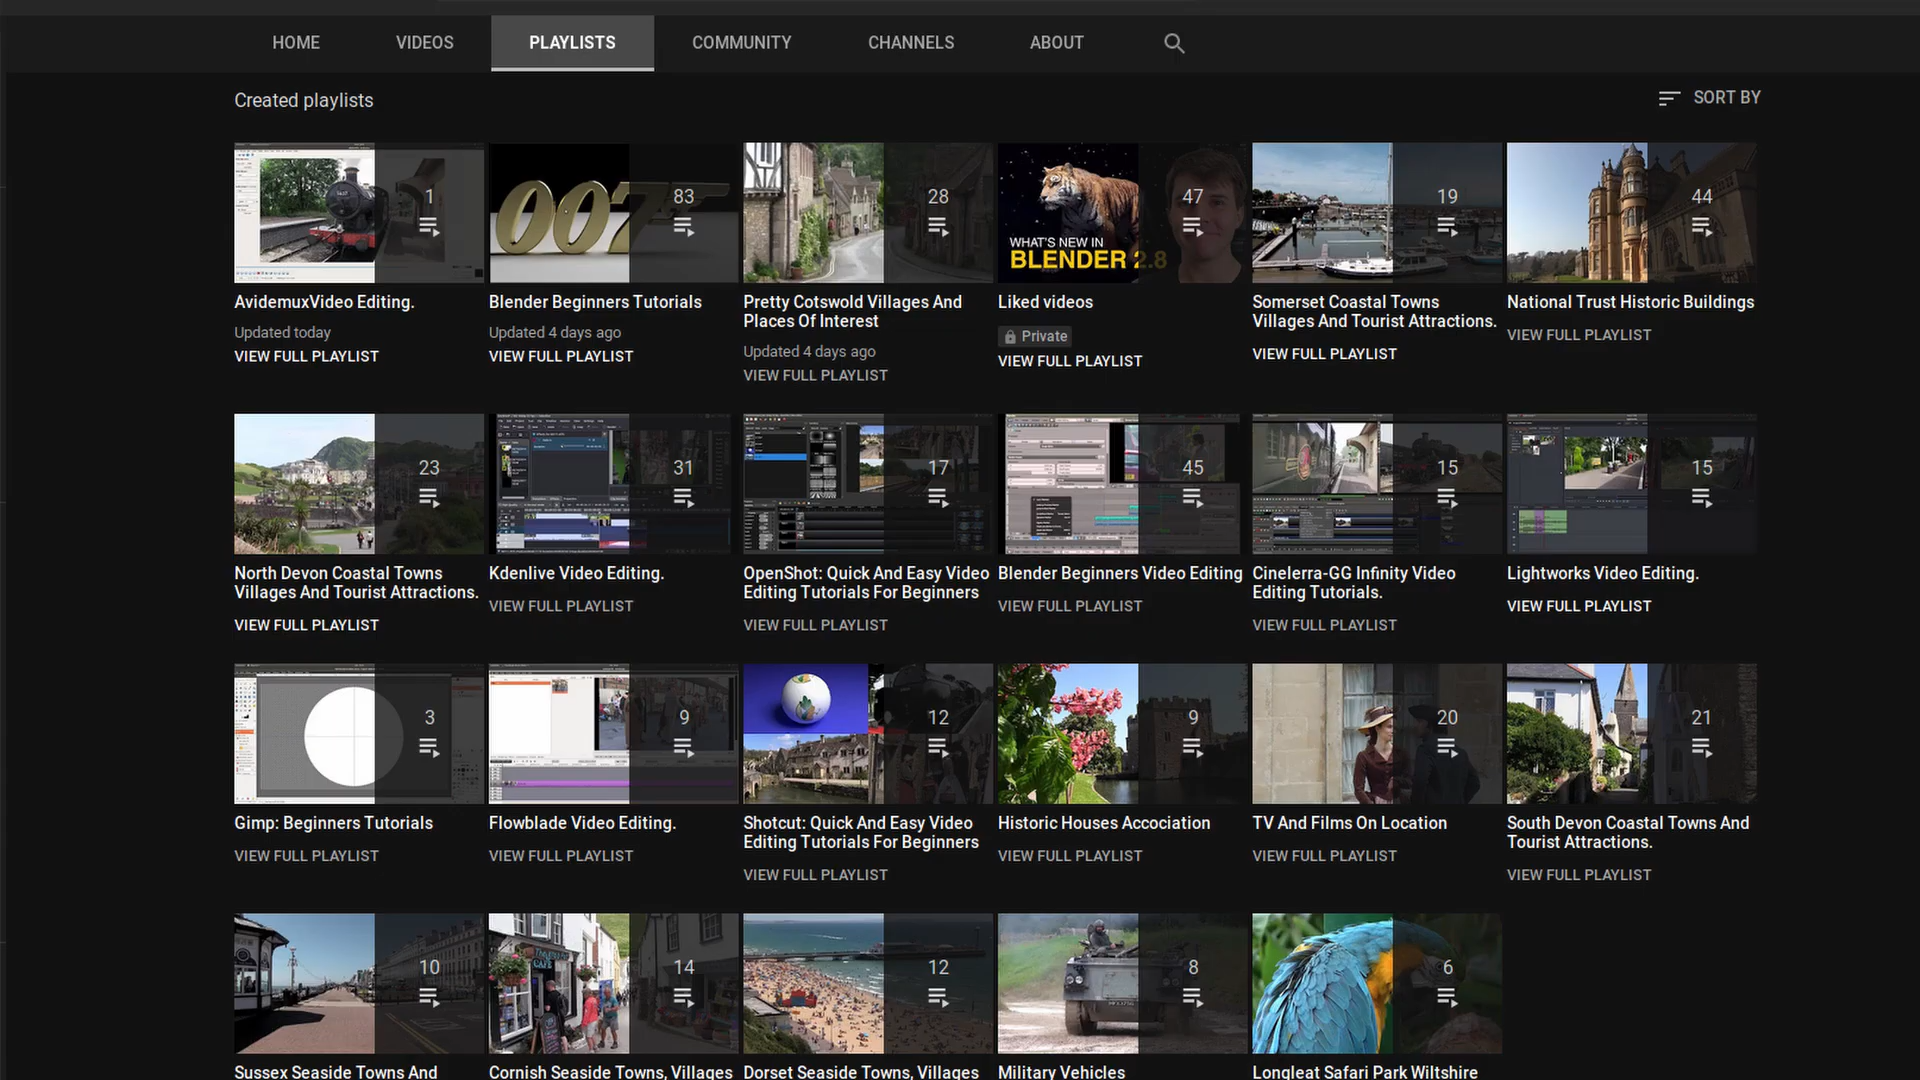 HOME VIDEOS PLAYLISTS COMMUNITY CHANNELS ABOUT
Created playlists
SORT BY
1
83
28
47
19
44
007
WHAT'S NEW IN
BLENDER 2.8
AvidemuxVideo Editing.
Updated today
VIEW FULL PLAYLIST
Blender Beginners Tutorials
Updated 4 days ago
VIEW FULL PLAYLIST
Pretty Cotswold Villages And
Places Of Interest
Updated 4 days ago
VIEW FULL PLAYLIST
Liked videos
Private
VIEW FULL PLAYLIST
Somerset Coastal Towns
Villages And Tourist Attractions.
VIEW FULL PLAYLIST
National Trust Historic Buildings
VIEW FULL PLAYLIST
23
31
17
45
15
15
North Devon Coastal Towns
Villages And Tourist Attractions.
VIEW FULL PLAYLIST
Kdenlive Video Editing.
VIEW FULL PLAYLIST
OpenShot: Quick And Easy Video
Editing Tutorials For Beginners
VIEW FULL PLAYLIST
Blender Beginners Video Editing
VIEW FULL PLAYLIST
Cinelerra-GG Infinity Video
Editing Tutorials.
VIEW FULL PLAYLIST
Lightworks Video Editing.
VIEW FULL PLAYLIST
3
9
12
9
20
21
Gimp: Beginners Tutorials
VIEW FULL PLAYLIST
Flowblade Video Editing.
VIEW FULL PLAYLIST
Shotcut: Quick And Easy Video
Editing Tutorials For Beginners
VIEW FULL PLAYLIST
Historic Houses Accociation
VIEW FULL PLAYLIST
TV And Films On Location
VIEW FULL PLAYLIST
South Devon Coastal Towns And
Tourist Attractions.
VIEW FULL PLAYLIST
10
14
12
8
6
CAFE
Sussex Seaside Towns And
Cornish Seaside Towns, Villages
Dorset Seaside Towns, Villages
Military Vehicles
Longleat Safari Park Wiltshire